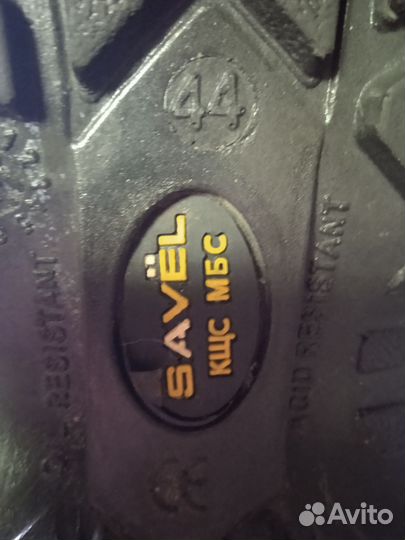 44
SAVËL
КЩС МБС
RESISTANT
ACID RESISTANT
CE
Avito